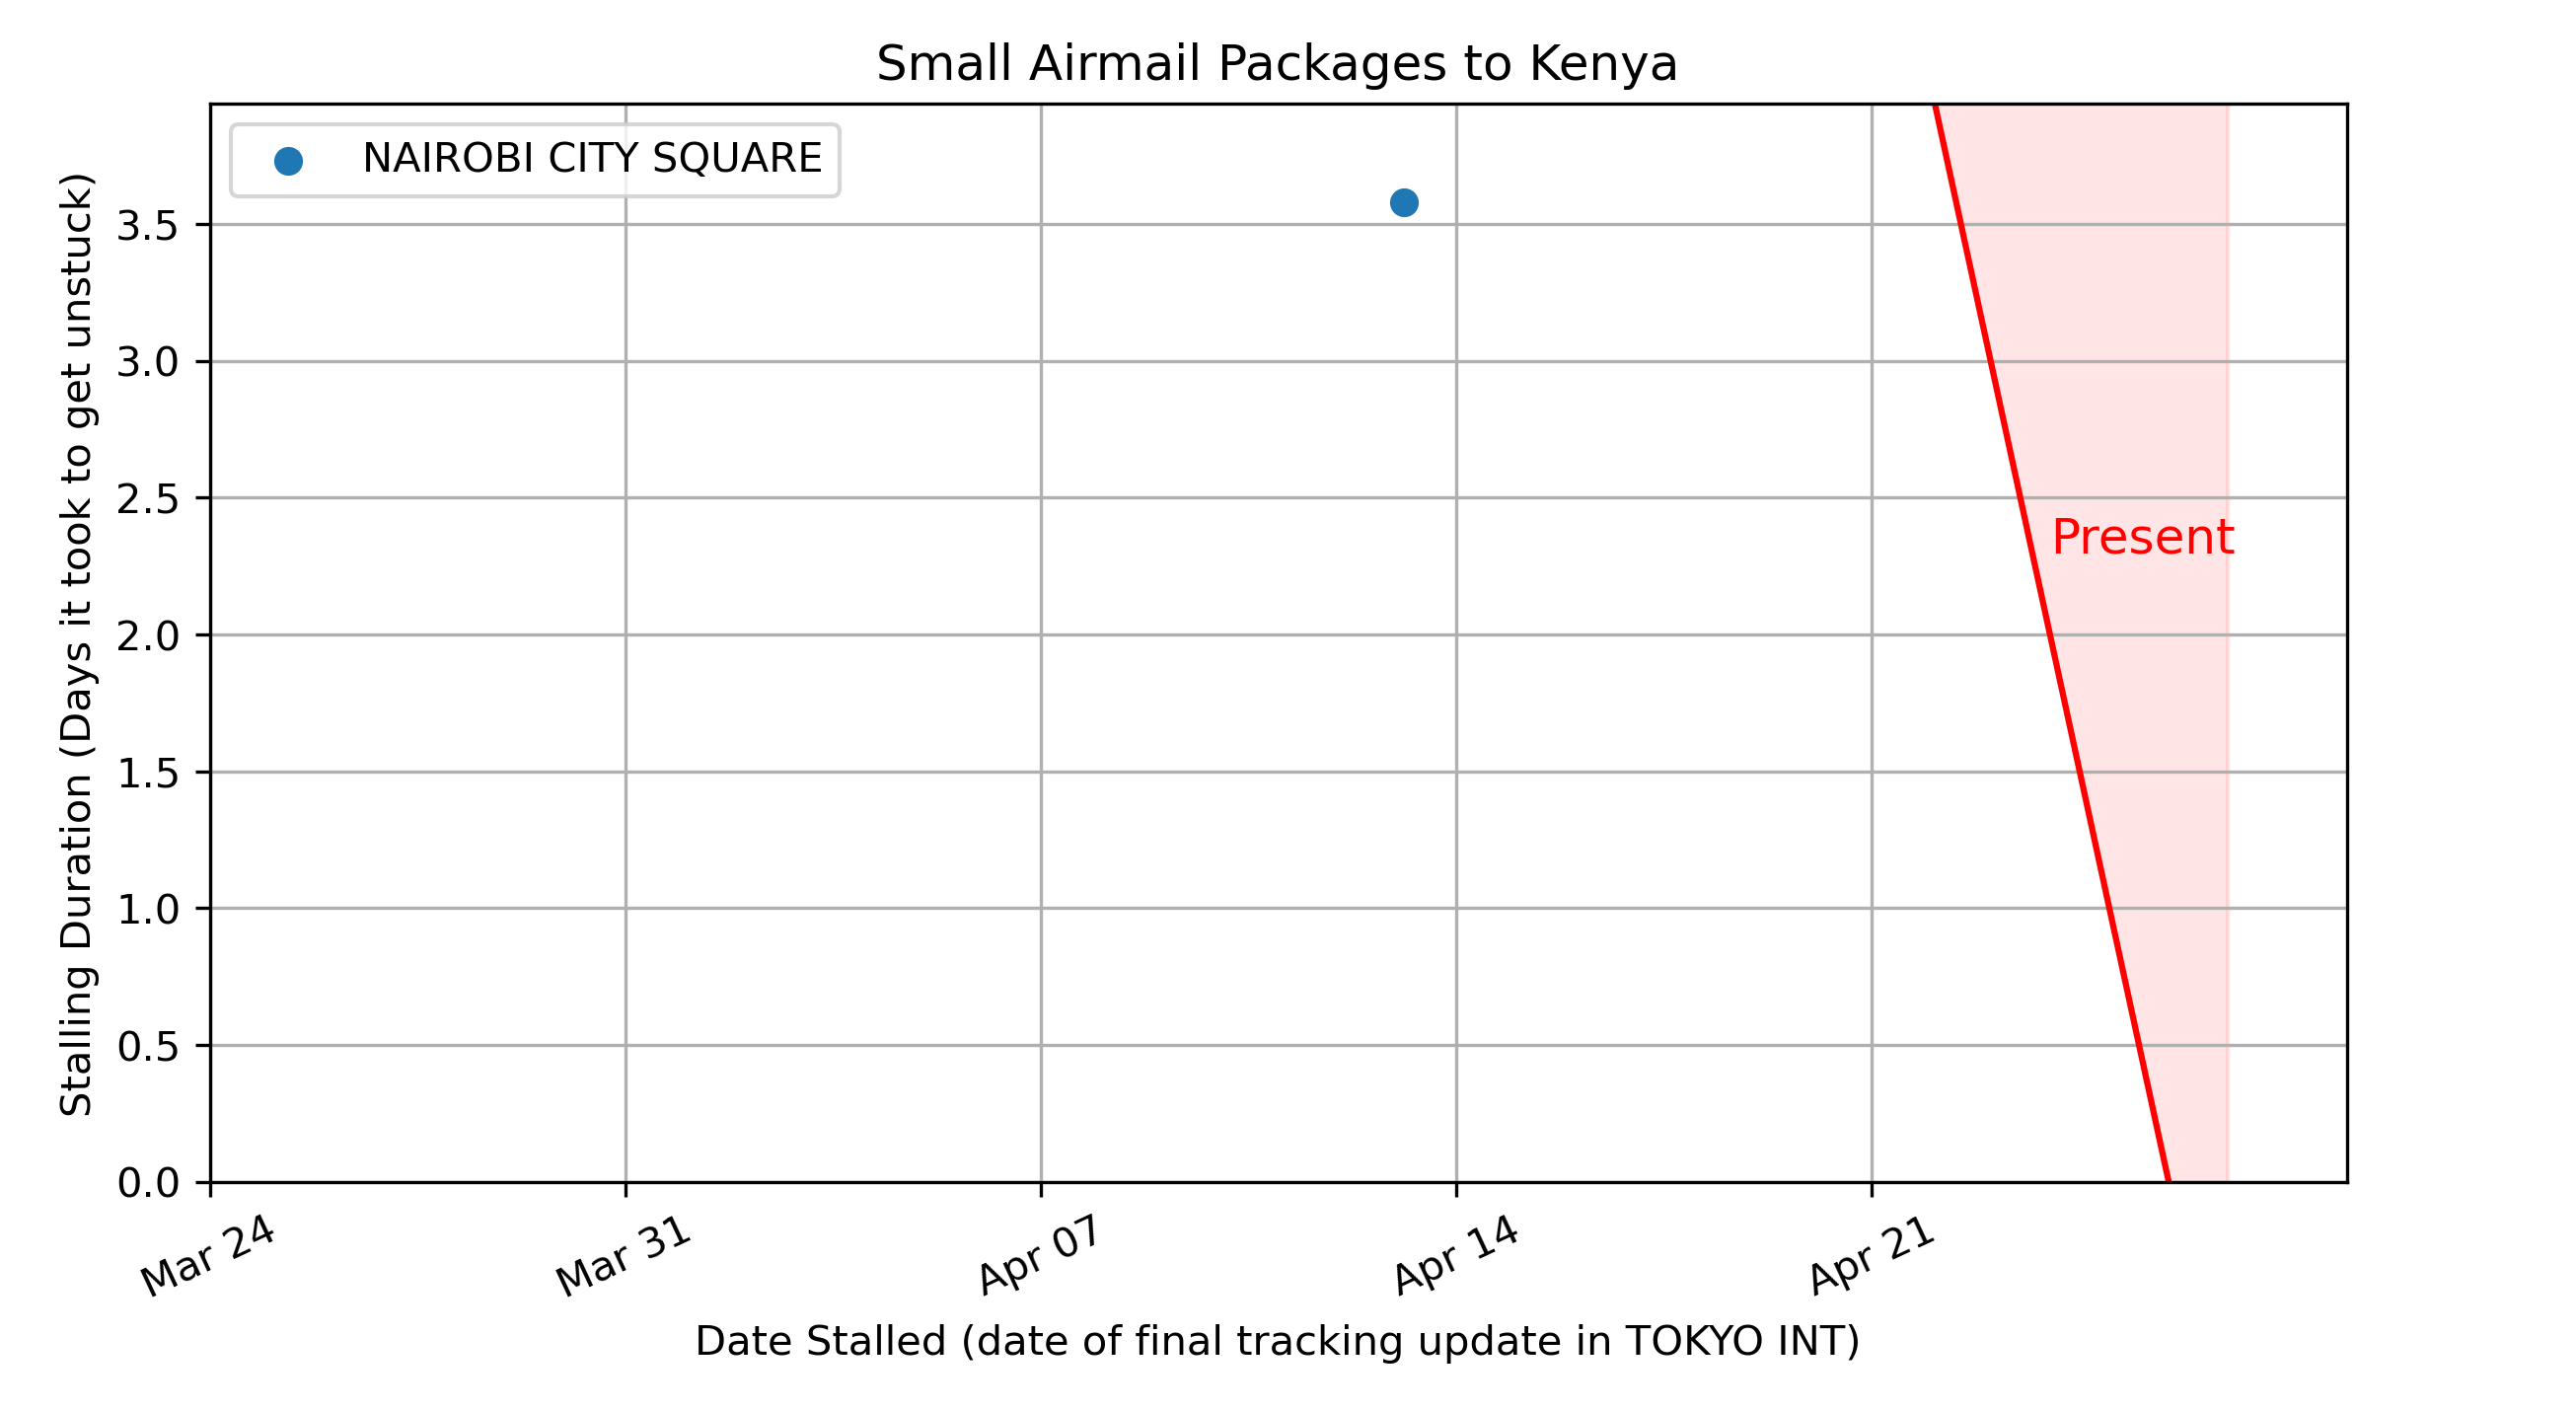 Small Airmail Packages to Kenya
NAIROBI CITY SQUARE
Stalling Duration (Days it took to get unstuck)
3.5
3.0
2.5
2.0
1.5
1.0
0.5
0.0
Present
Mar 24
Mar 31
Apr 07
Apr 14
Apr 21
Date Stalled (date of final tracking update in TOKYO INT)